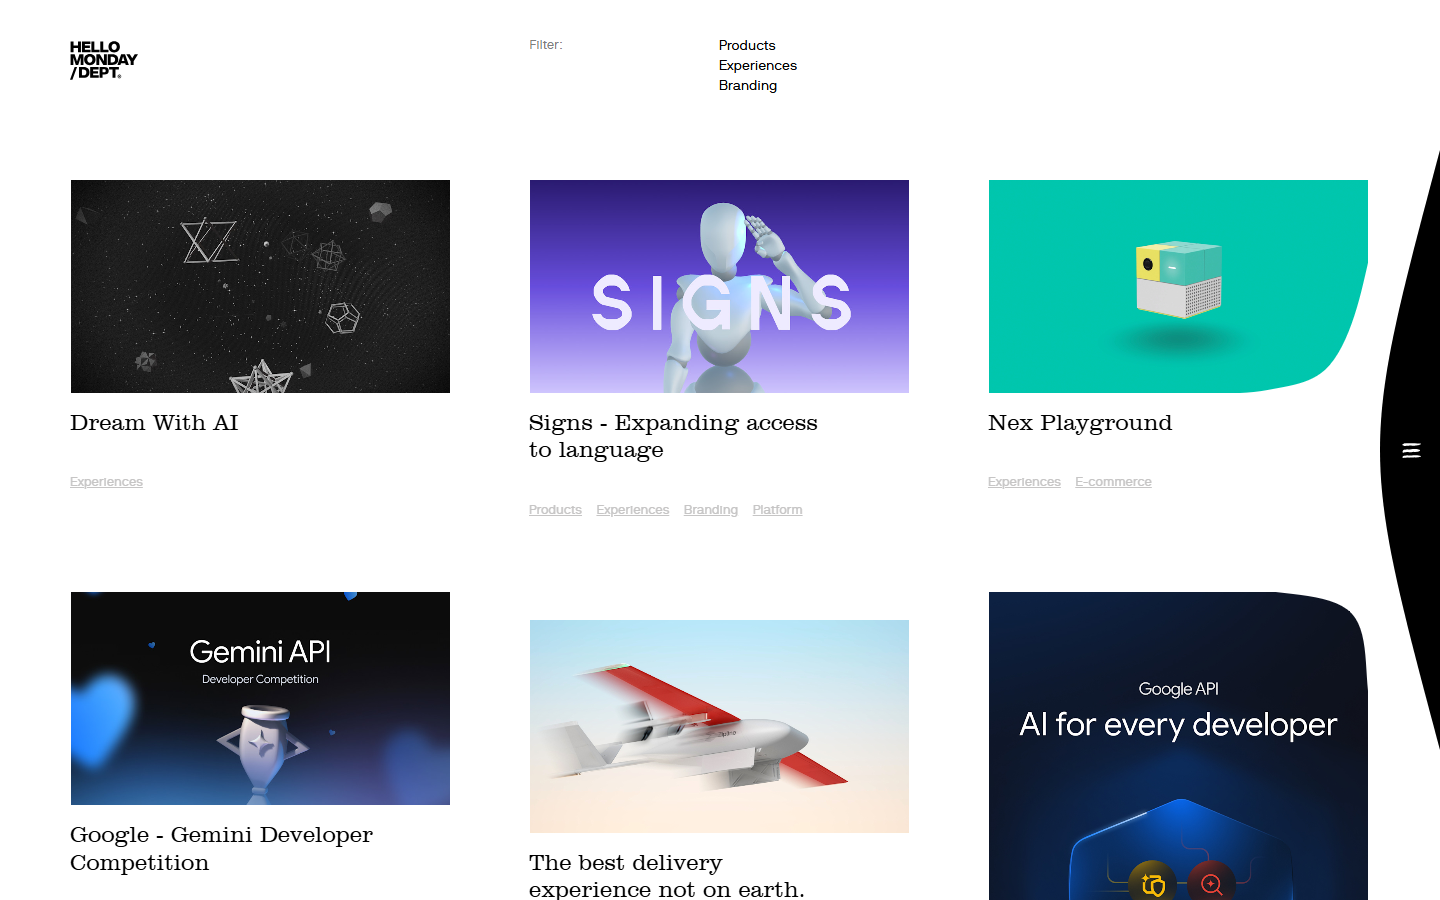 HELLO
MONDAY
/DEPT.
Filter:
Products
Experiences
Branding
SIGNS
Dream With AI
Experiences
Signs - Expanding access
to language
Products Experiences Branding Platform
Nex Playground
Experiences E-commerce
Gemini API
Developer Competition
Google - Gemini Developer
Competition
zipline
The best delivery
experience not on earth.
Google API
AI for every developer